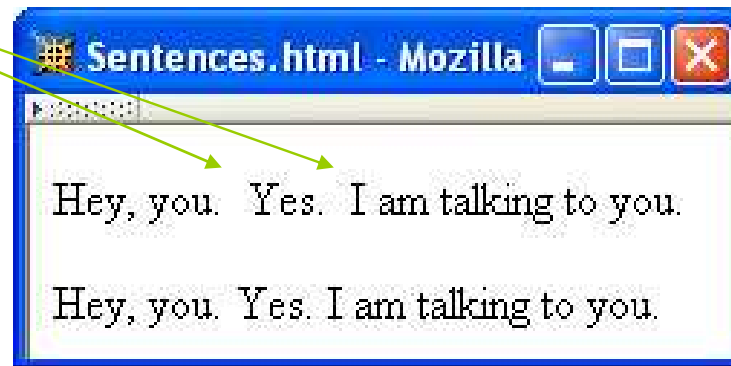 Sentences.html - Mozilla
Hey, you.  Yes.  I am talking to you.
Hey, you. Yes. I am talking to you.